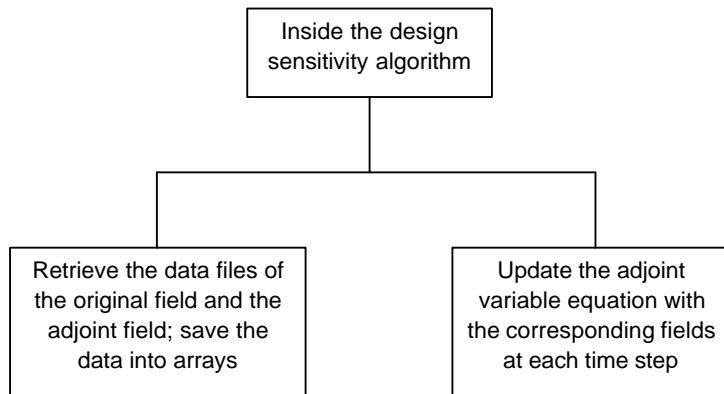 Inside the design
sensitivity algorithm
Retrieve the data files of
the original field and the
adjoint field; save the
data into arrays
Update the adjoint
variable equation with
the corresponding fields
at each time step